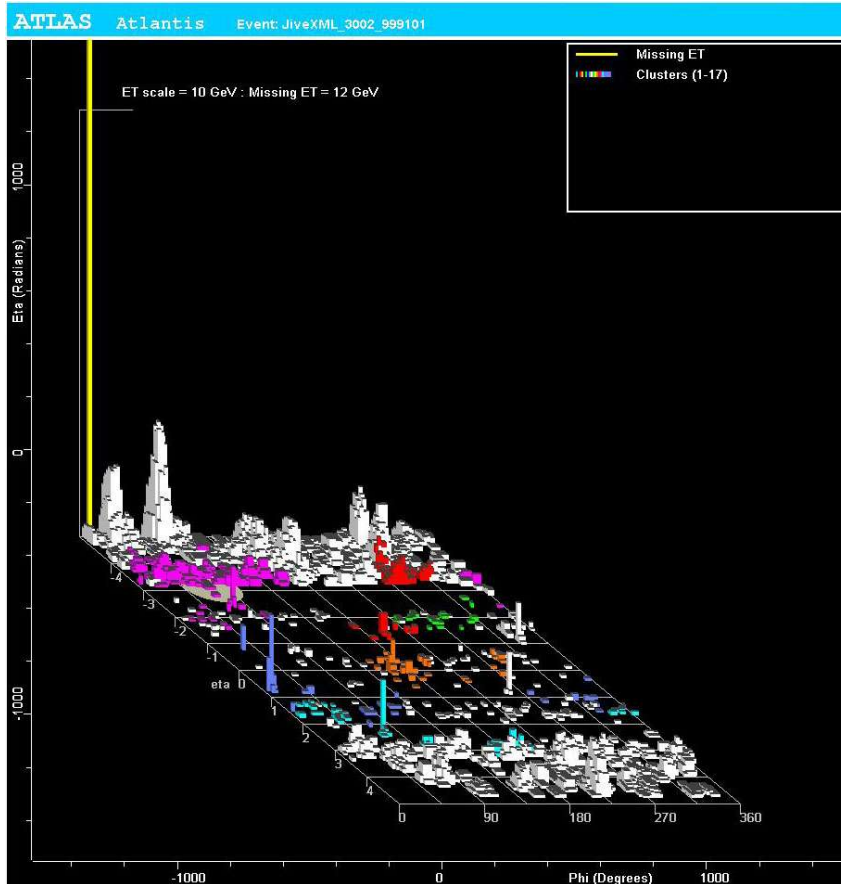 ATLAS Atlantis Event: JiveXML_3002_999101
Missing ET
Clusters (1-17)
ET scale = 10 GeV : Missing ET = 12 GeV
1000
Eta (Radians)
0
-1000
-4
-3
-2
-1
eta 0
1
2
3
4
0 90 180 270 360
-1000 0 Phi (Degrees) 1000